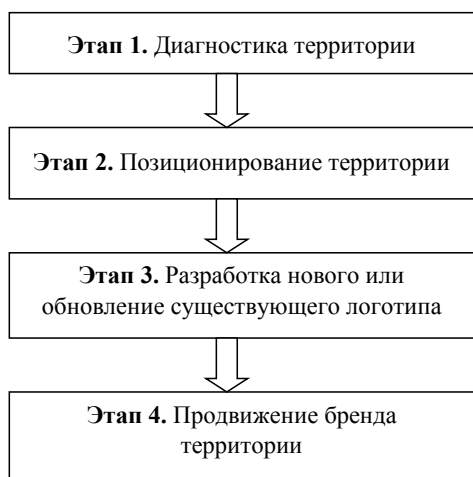 Этап 1. Диагностика территории
Этап 2. Позиционирование территории
Этап 3. Разработка нового или
обновление существующего логотипа
Этап 4. Продвижение бренда
территории